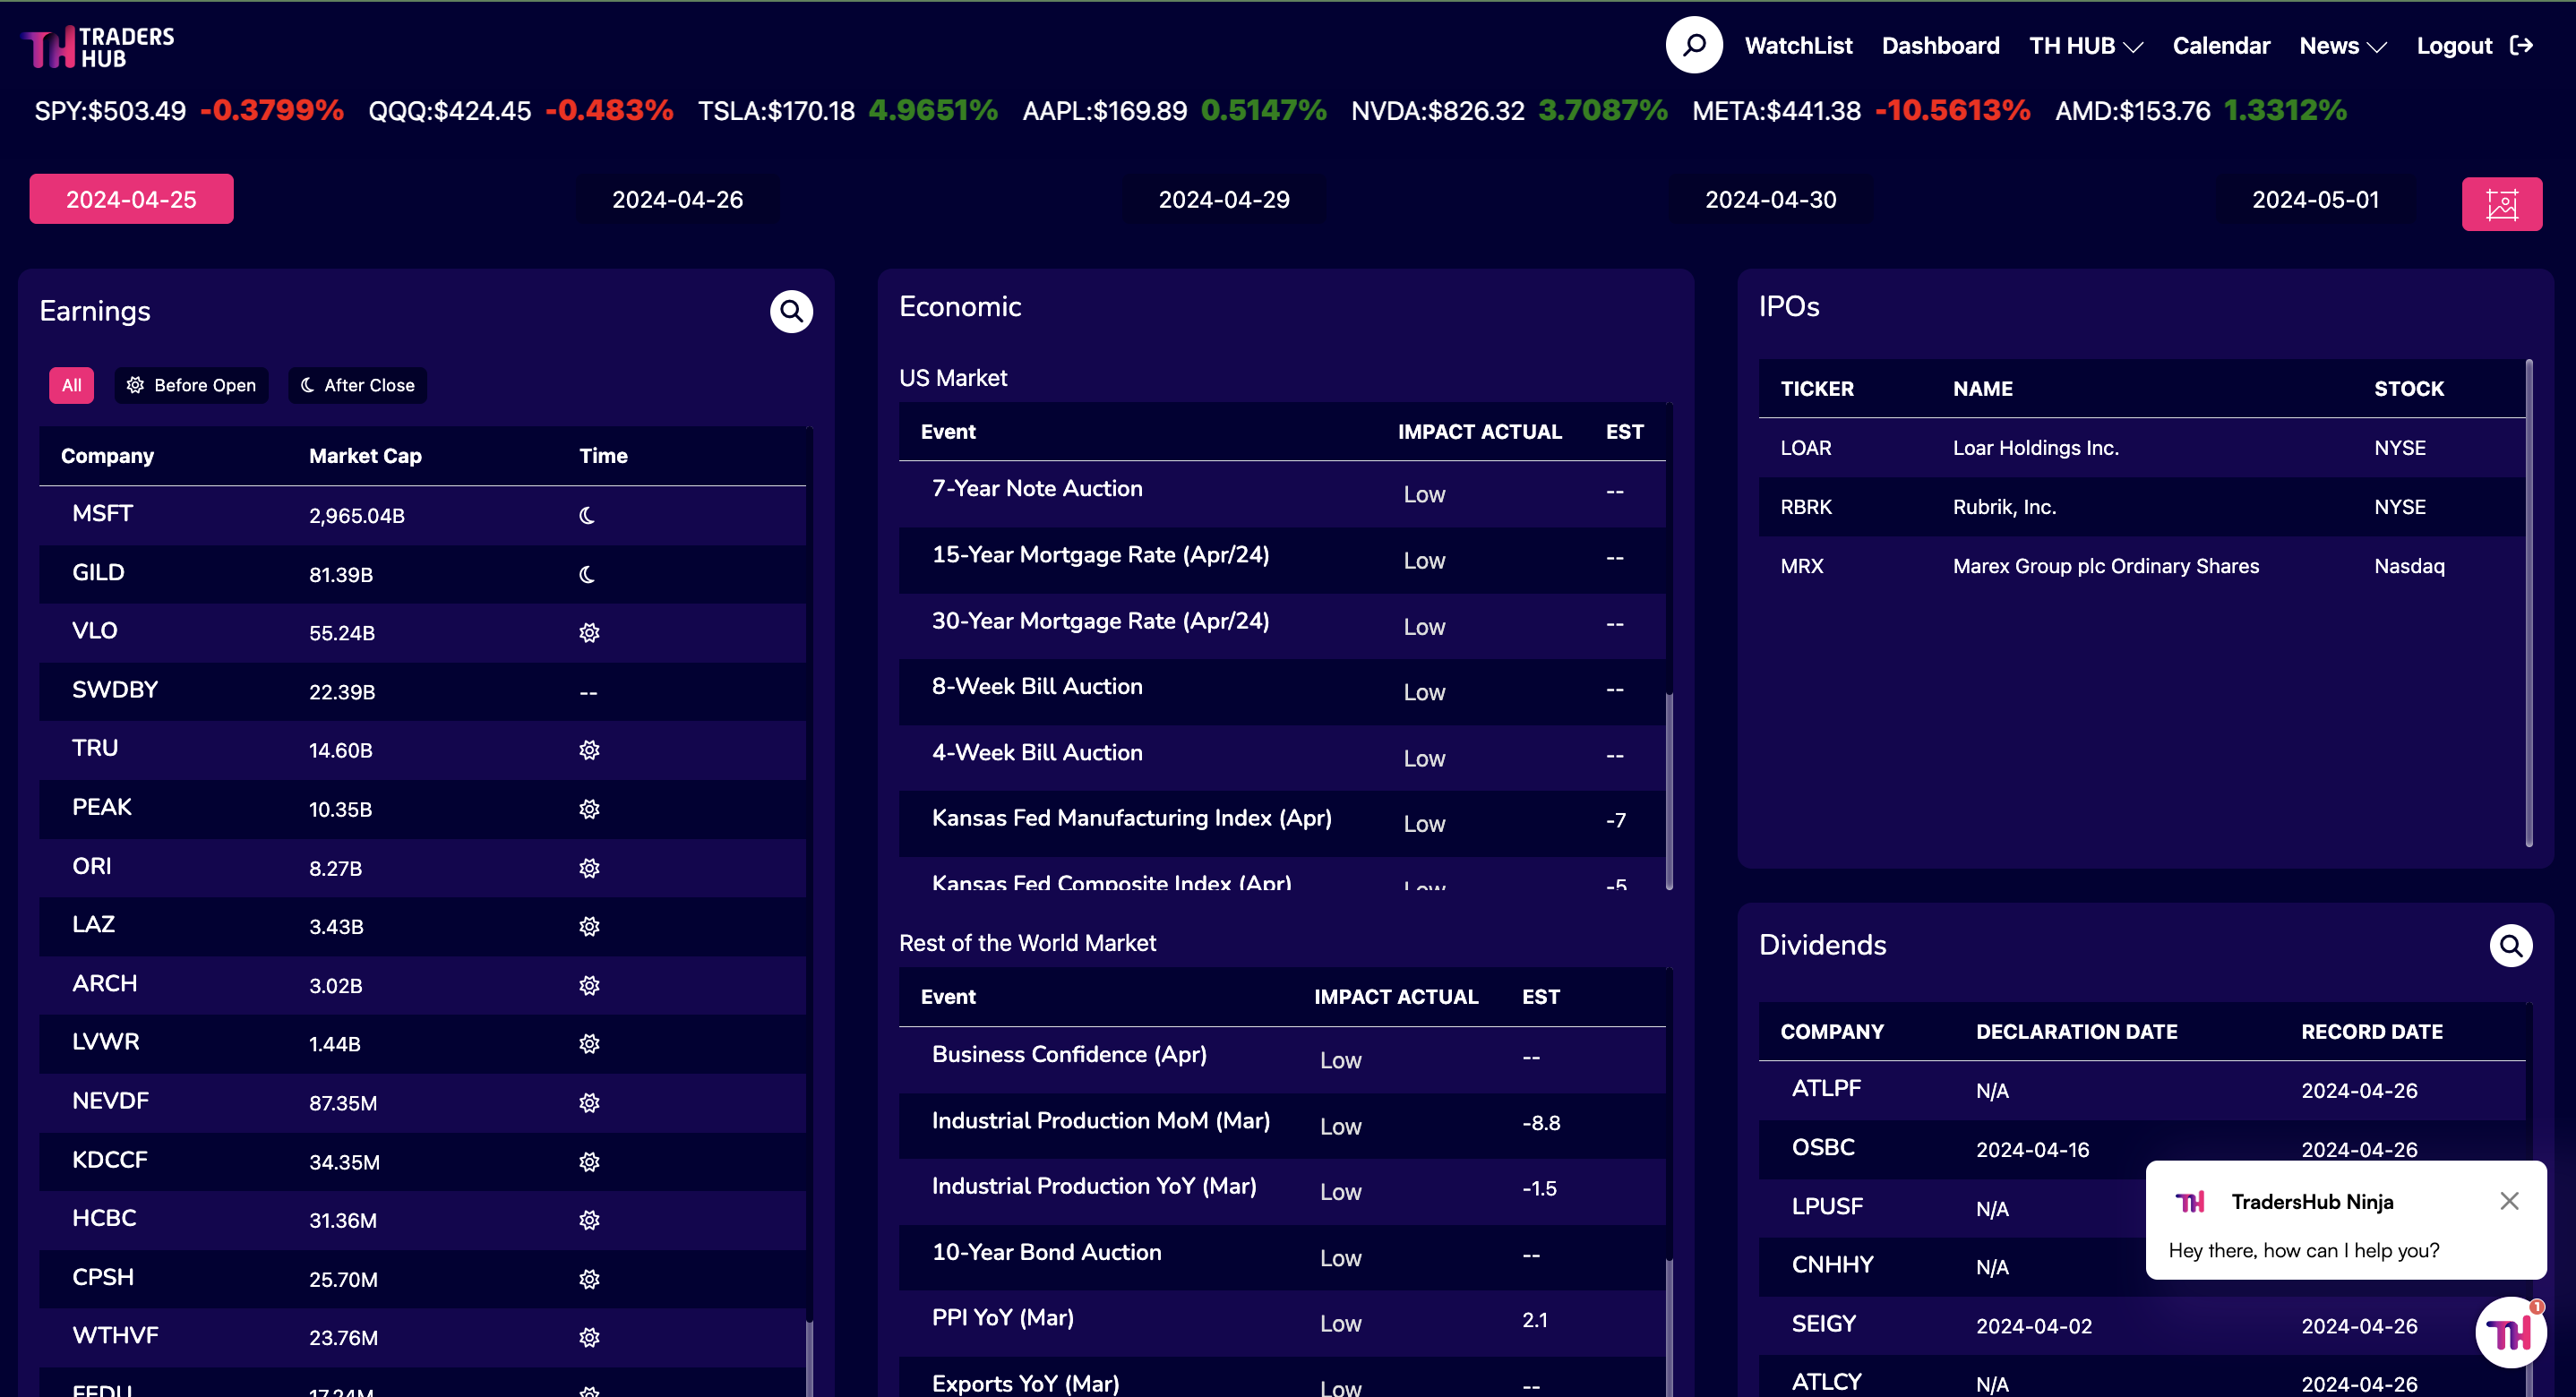 TRADERS
HUB
WatchList Dashboard TH HUB Calendar News Logout
SPY:$503.49 -0.3799% QQQ:$424.45 -0.483% TSLA:$170.18 4.9651% AAPL:$169.89 0.5147% NVDA:$826.32 3.7087% META:$441.38 -10.5613% AMD:$153.76 1.3312%
2024-04-25 2024-04-26 2024-04-29 2024-04-30 2024-05-01
Earnings
All Before Open After Close
Company Market Cap Time
MSFT 2,965.04B
GILD 81.39B
VLO 55.24B
SWDBY 22.39B --
TRU 14.60B
PEAK 10.35B
ORI 8.27B
LAZ 3.43B
ARCH 3.02B
LVWR 1.44B
NEVDF 87.35M
KDCCF 34.35M
HCBC 31.36M
CPSH 25.70M
WTHVF 23.76M
Economic
US Market
Event IMPACT ACTUAL EST
7-Year Note Auction Low --
15-Year Mortgage Rate (Apr/24) Low --
30-Year Mortgage Rate (Apr/24) Low --
8-Week Bill Auction Low --
4-Week Bill Auction Low --
Kansas Fed Manufacturing Index (Apr) Low -7
Kansas Fed Composite Index (Apr) Low -5
Rest of the World Market
Event IMPACT ACTUAL EST
Business Confidence (Apr) Low --
Industrial Production MoM (Mar) Low -8.8
Industrial Production YoY (Mar) Low -1.5
10-Year Bond Auction Low --
PPI YoY (Mar) Low 2.1
Exports YoY (Mar) Low --
IPOs
TICKER NAME STOCK
LOAR Loar Holdings Inc. NYSE
RBRK Rubrik, Inc. NYSE
MRX Marex Group plc Ordinary Shares Nasdaq
Dividends
COMPANY DECLARATION DATE RECORD DATE
ATLPF N/A 2024-04-26
OSBC 2024-04-16 2024-04-26
LPUSF N/A
CNHHY N/A
SEIGY 2024-04-02 2024-04-26
ATLCY N/A 2024-04-26
TH TradersHub Ninja
Hey there, how can I help you?
1
TH